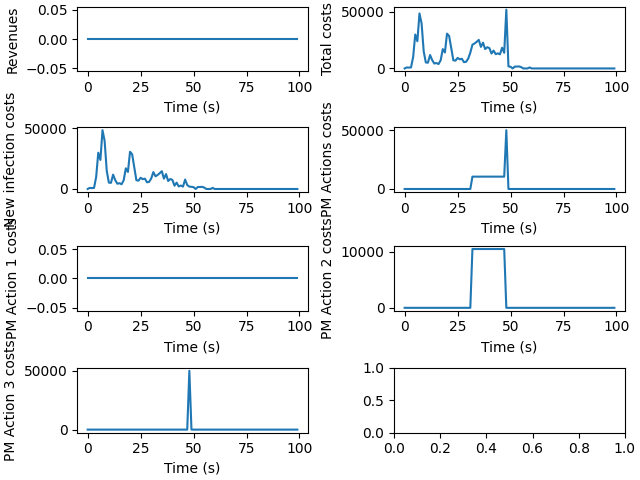 Revenues
0.05
0.00
−0.05
0 25 50 75 100
Time (s)
Total costs
50000
0
0 25 50 75 100
Time (s)
New infection costs
50000
0
0 25 50 75 100
Time (s)
PM Actions costs
50000
0
0 25 50 75 100
Time (s)
PM Action 1 costs
0.05
0.00
−0.05
0 25 50 75 100
Time (s)
PM Action 2 costs
10000
0
0 25 50 75 100
Time (s)
PM Action 3 costs
50000
0
0 25 50 75 100
Time (s)
1.0
0.5
0.0
0.0 0.2 0.4 0.6 0.8 1.0